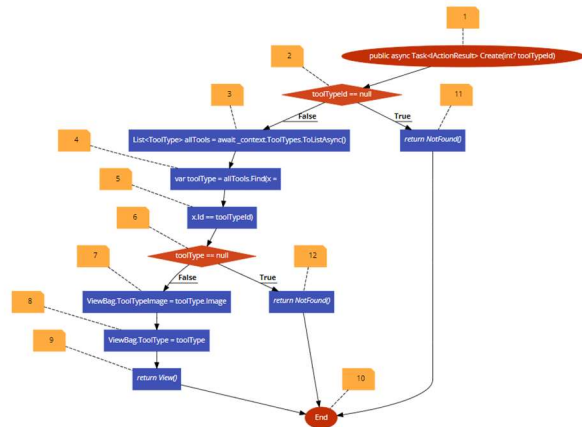 1
public async Task<IActionResult> Create(int? toolTypeId)
2
toolTypeId == null
3
False
True
11
List<ToolType> allTools = await _context.ToolTypes.ToListAsync()
return NotFound()
4
var toolType = allTools.Find(x =
5
x.Id == toolTypeId)
6
toolType == null
7
False
True
12
ViewBag.ToolTypeImage = toolType.Image
return NotFound()
8
ViewBag.ToolType = toolType
9
return View()
10
End